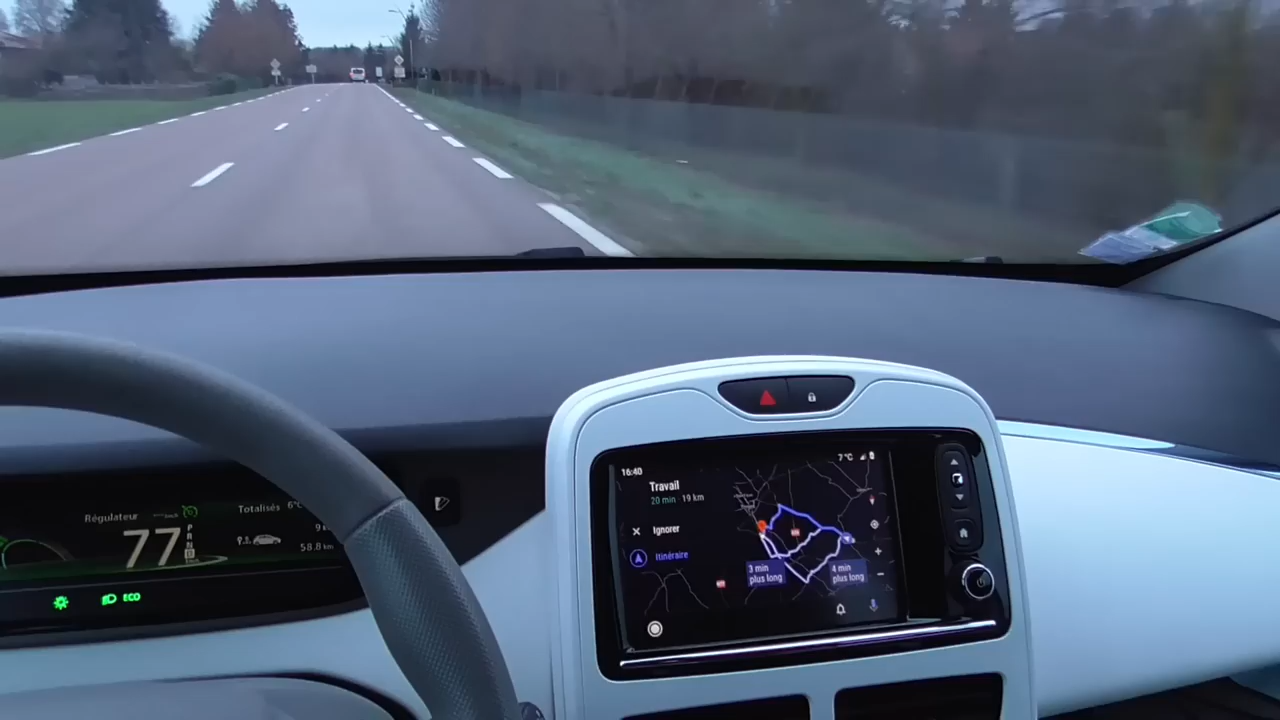 16:40
7°C
Travail
20 min 19 km
Ignorer
Itinéraire
3 min
plus long
4 min
plus long
Régulateur
Totalisés
77
P
R
N
D
58.8 km
ECO